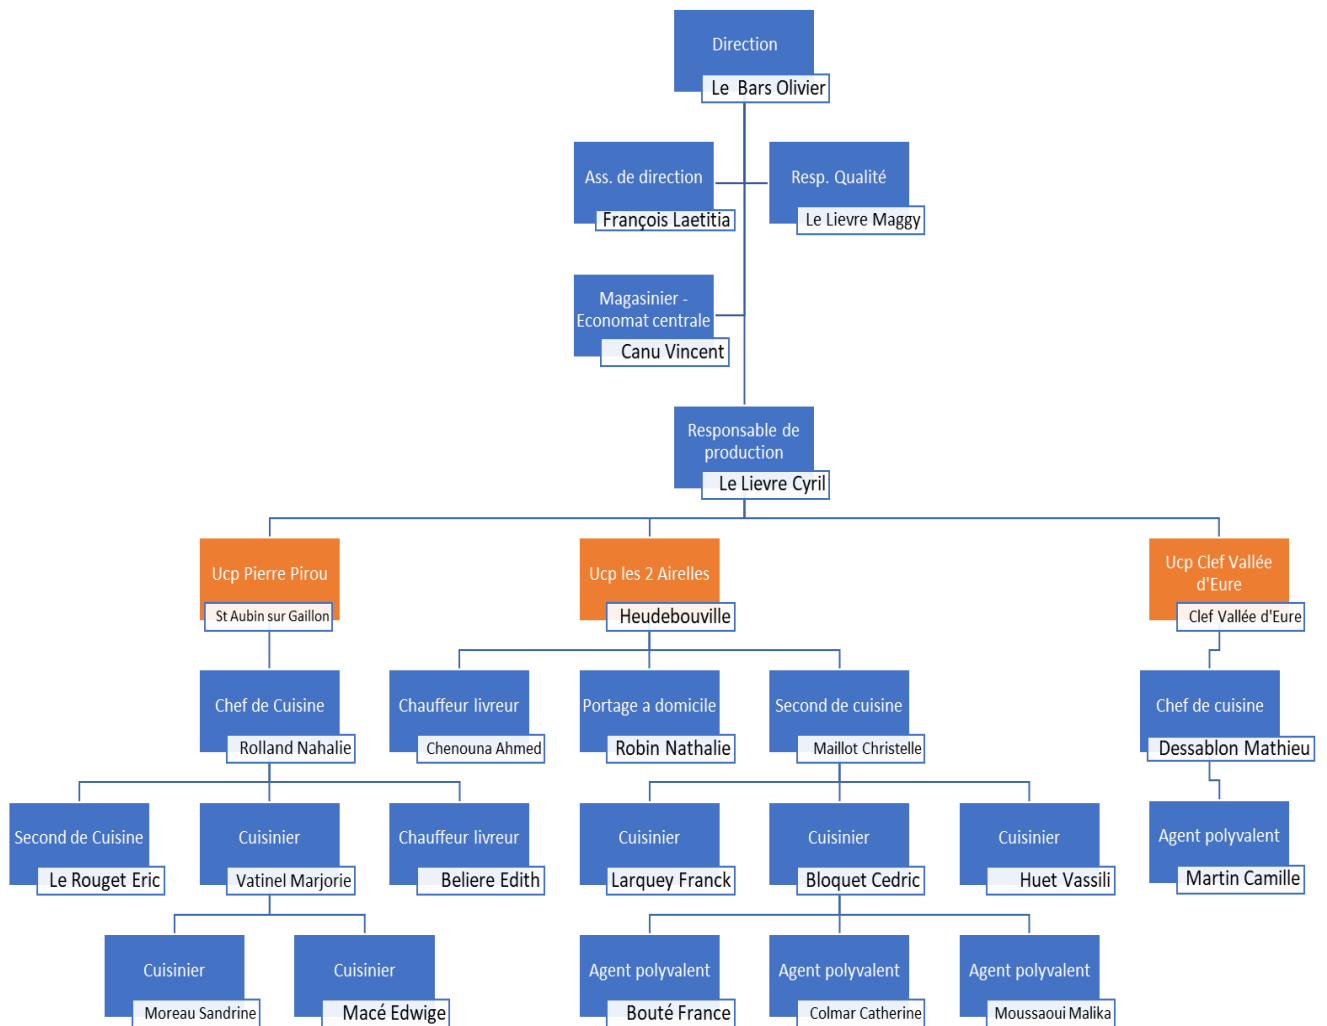 Direction
Le  Bars Olivier
Ass. de direction
François Laetitia
Resp. Qualité
Le Lievre Maggy
Magasinier -
Economat centrale
Canu Vincent
Responsable de
production
Le Lievre Cyril
Ucp Pierre Pirou
St Aubin sur Gaillon
Ucp les 2 Airelles
Heudebouville
Ucp Clef Vallée
d'Eure
Clef Vallée d'Eure
Chef de Cuisine
Rolland Nahalie
Chauffeur livreur
Chenouna Ahmed
Portage a domicile
Robin Nathalie
Second de cuisine
Maillot Christelle
Chef de cuisine
Dessablon Mathieu
Second de Cuisine
Le Rouget Eric
Cuisinier
Vatinel Marjorie
Chauffeur livreur
Beliere Edith
Cuisinier
Larquey Franck
Cuisinier
Bloquet Cedric
Cuisinier
Huet Vassili
Agent polyvalent
Martin Camille
Cuisinier
Moreau Sandrine
Cuisinier
Macé Edwige
Agent polyvalent
Bouté France
Agent polyvalent
Colmar Catherine
Agent polyvalent
Moussaoui Malika